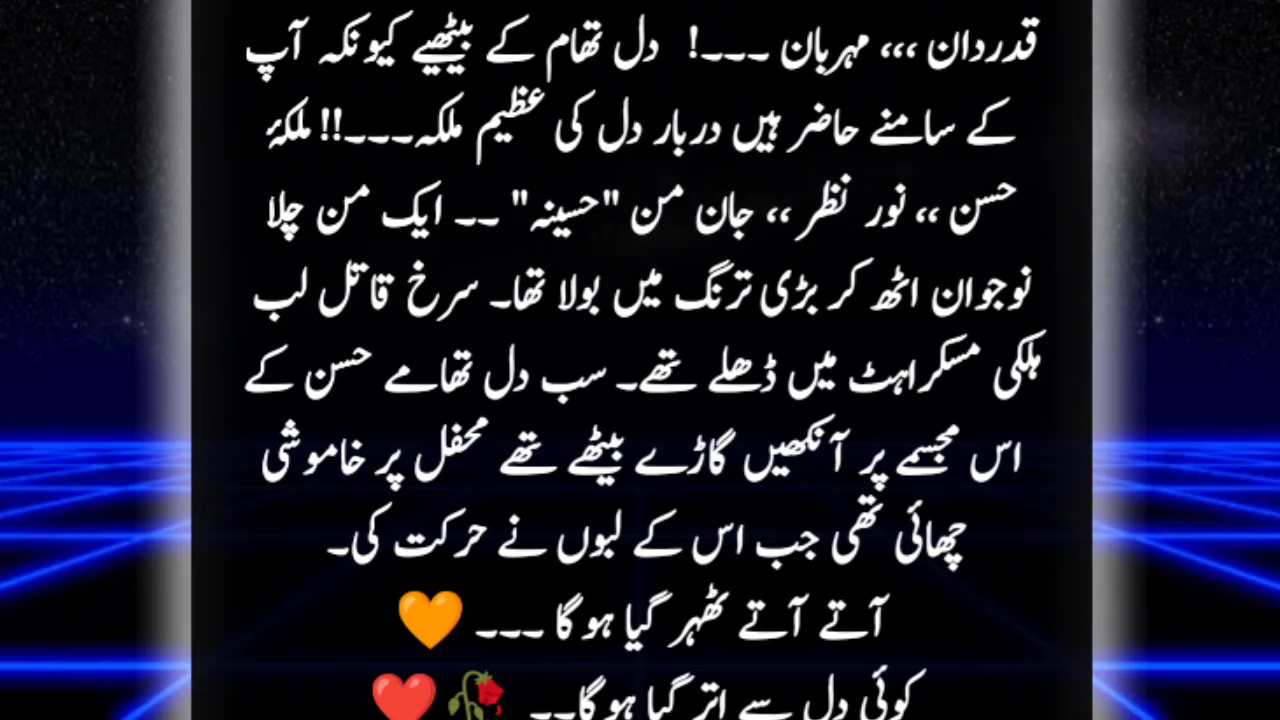 قدردان ،،، مہربان ۔۔۔! دل تھام کے بیٹھیے کیونکہ آپ
کے سامنے حاضر ہیں دربار دل کی عظیم ملکہ۔۔۔!! ملکۂ
حسن ،، نور نظر ،، جان من "حسینہ" ۔۔ ایک من چلا
نوجوان اٹھ کر بڑی ترنگ میں بولا تھا۔ سرخ قاتل لب
ہلکی مسکراہٹ میں ڈھلے تھے۔ سب دل تھامے حسن کے
اس مجسمے پر آنکھیں گاڑے بیٹھے تھے محفل پر خاموشی
چھائی تھی جب اس کے لبوں نے حرکت کی۔
آتے آتے ٹھہر گیا ہو گا ۔۔۔ 🧡
کوئی دل سے اتر گیا ہو گا۔۔ 🥀❤️